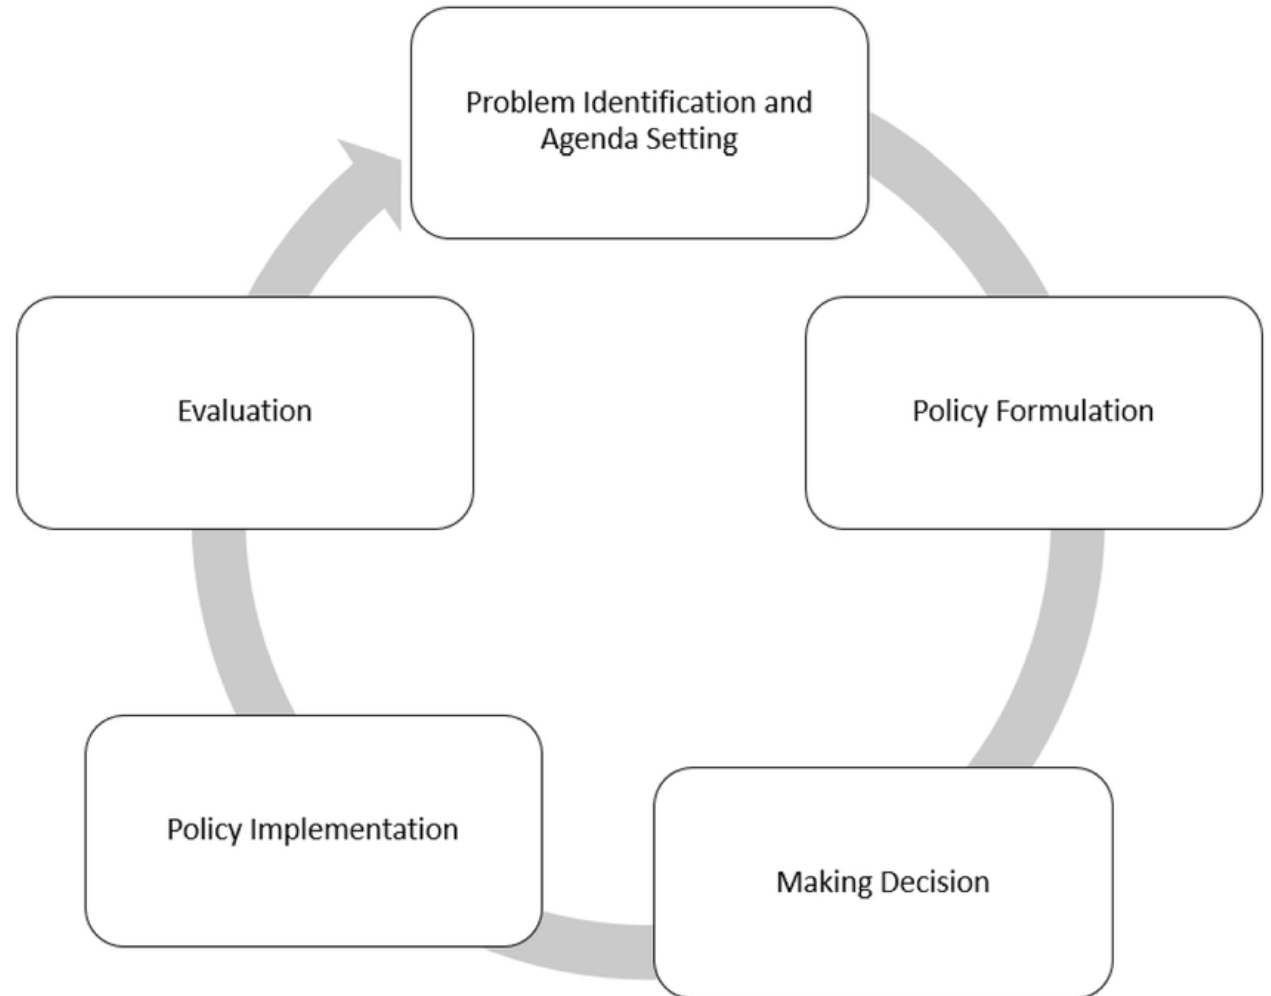 Problem Identification and
Agenda Setting
Policy Formulation
Making Decision
Policy Implementation
Evaluation